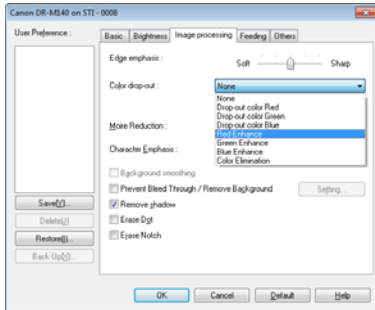 Canon DR-M140 on STI - 0008
User Preference :
Basic Brightness Image processing Feeding Others
Edge emphasis :
Soft Sharp
Color drop-out :
None
None
Drop-out color Red
Drop-out color Green
Drop-out color Blue
Red Enhance
Green Enhance
Blue Enhance
Color Elimination
Moire Reduction :
Character Emphasis :
Background smoothing
Prevent Bleed Through / Remove Background
Setting...
Remove shadow
Erase Dot
Erase Notch
Save(V)...
Delete(J)
Restore(I)...
Back Up(X)...
OK Cancel Default Help